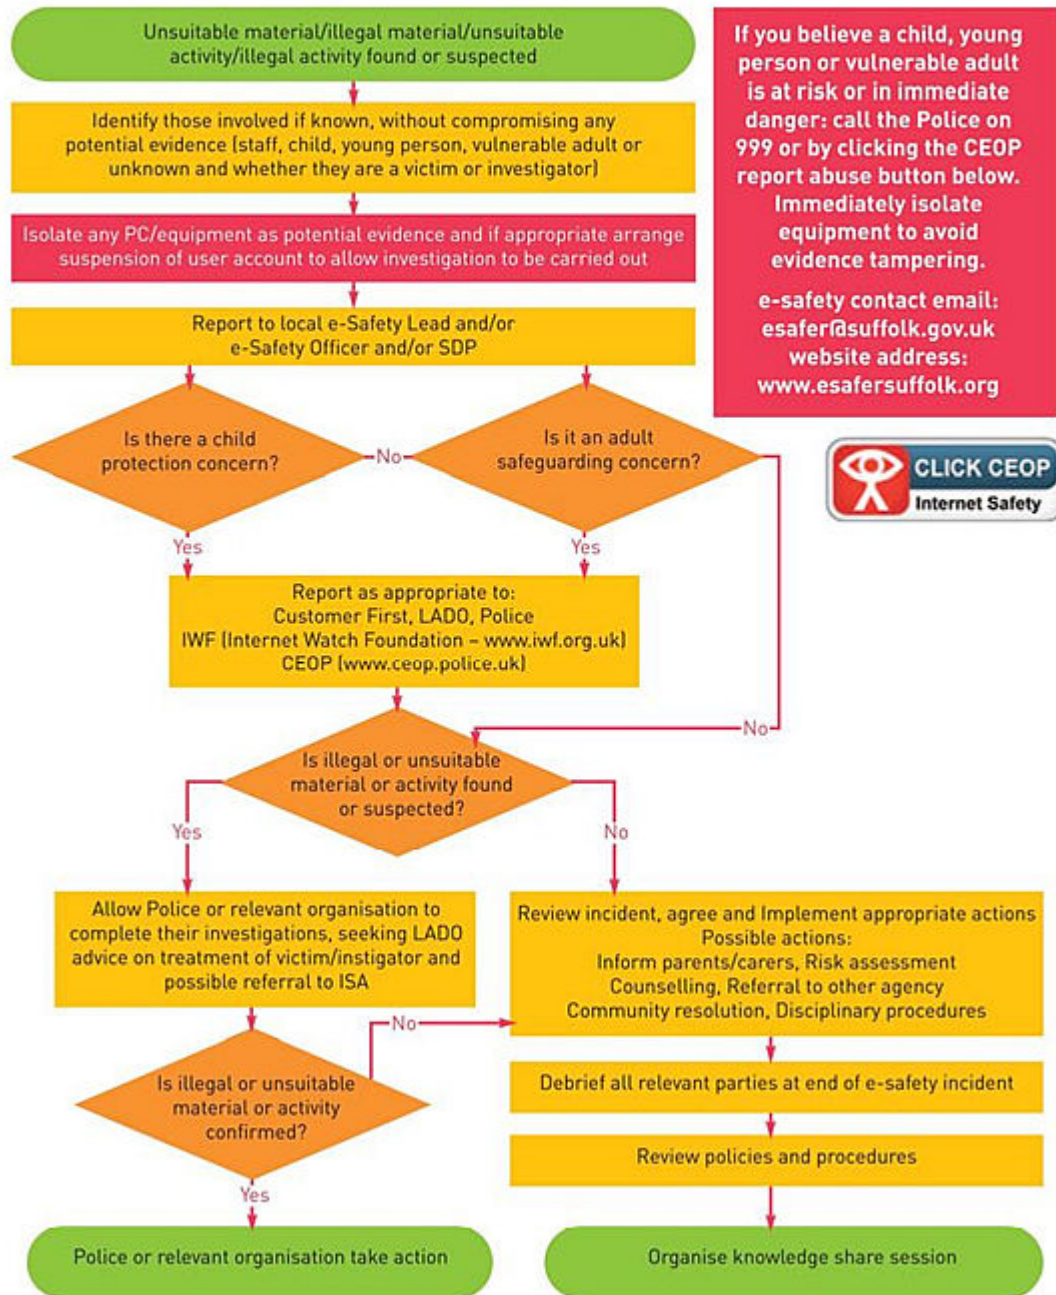 Unsuitable material/illegal material/unsuitable
activity/illegal activity found or suspected
If you believe a child, young
person or vulnerable adult
is at risk or in immediate
danger: call the Police on
999 or by clicking the CEOP
report abuse button below.
Immediately isolate
equipment to avoid
evidence tampering.
e-safety contact email:
esafer@suffolk.gov.uk
website address:
www.esafersuffolk.org
Identify those involved if known, without compromising any
potential evidence (staff, child, young person, vulnerable adult or
unknown and whether they are a victim or investigator)
Isolate any PC/equipment as potential evidence and if appropriate arrange
suspension of user account to allow investigation to be carried out
Report to local e-Safety Lead and/or
e-Safety Officer and/or SDP
Is there a child
protection concern?
No
Is it an adult
safeguarding concern?
CLICK CEOP
Internet Safety
Yes
Yes
Report as appropriate to:
Customer First, LADO, Police
IWF (Internet Watch Foundation – www.iwf.org.uk)
CEOP (www.ceop.police.uk)
No
Is illegal or unsuitable
material or activity found
or suspected?
Yes
No
Allow Police or relevant organisation to
complete their investigations, seeking LADO
advice on treatment of victim/instigator and
possible referral to ISA
Review incident, agree and Implement appropriate actions
Possible actions:
Inform parents/carers, Risk assessment
Counselling, Referral to other agency
Community resolution, Disciplinary procedures
No
Is illegal or unsuitable
material or activity
confirmed?
Debrief all relevant parties at end of e-safety incident
Review policies and procedures
Yes
Police or relevant organisation take action
Organise knowledge share session